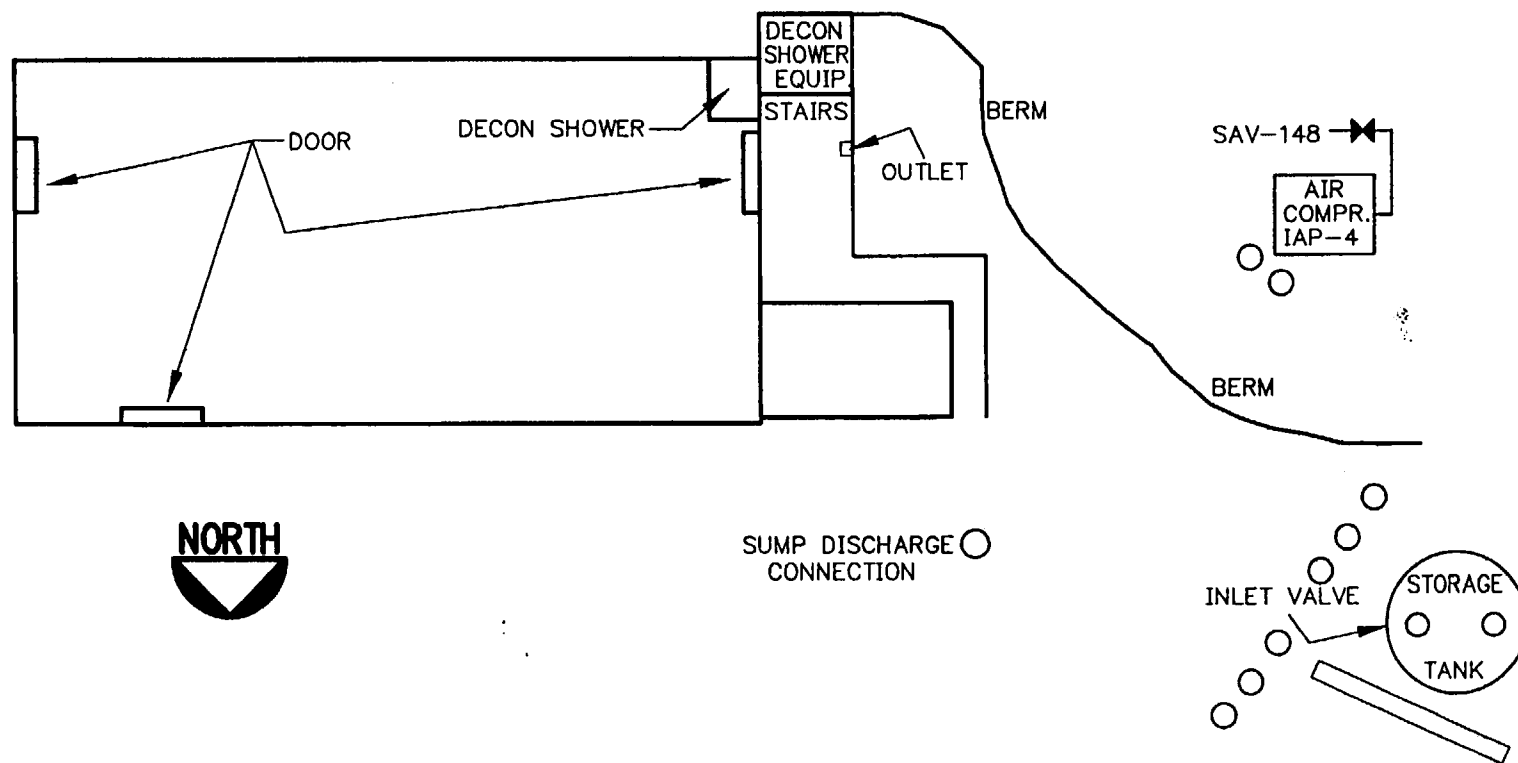 DECON
SHOWER
EQUIP.
STAIRS
BERM
DECON SHOWER
DOOR
OUTLET
SAV-148
AIR
COMPR.
IAP-4
BERM
NORTH
SUMP DISCHARGE
CONNECTION
INLET VALVE
STORAGE
TANK